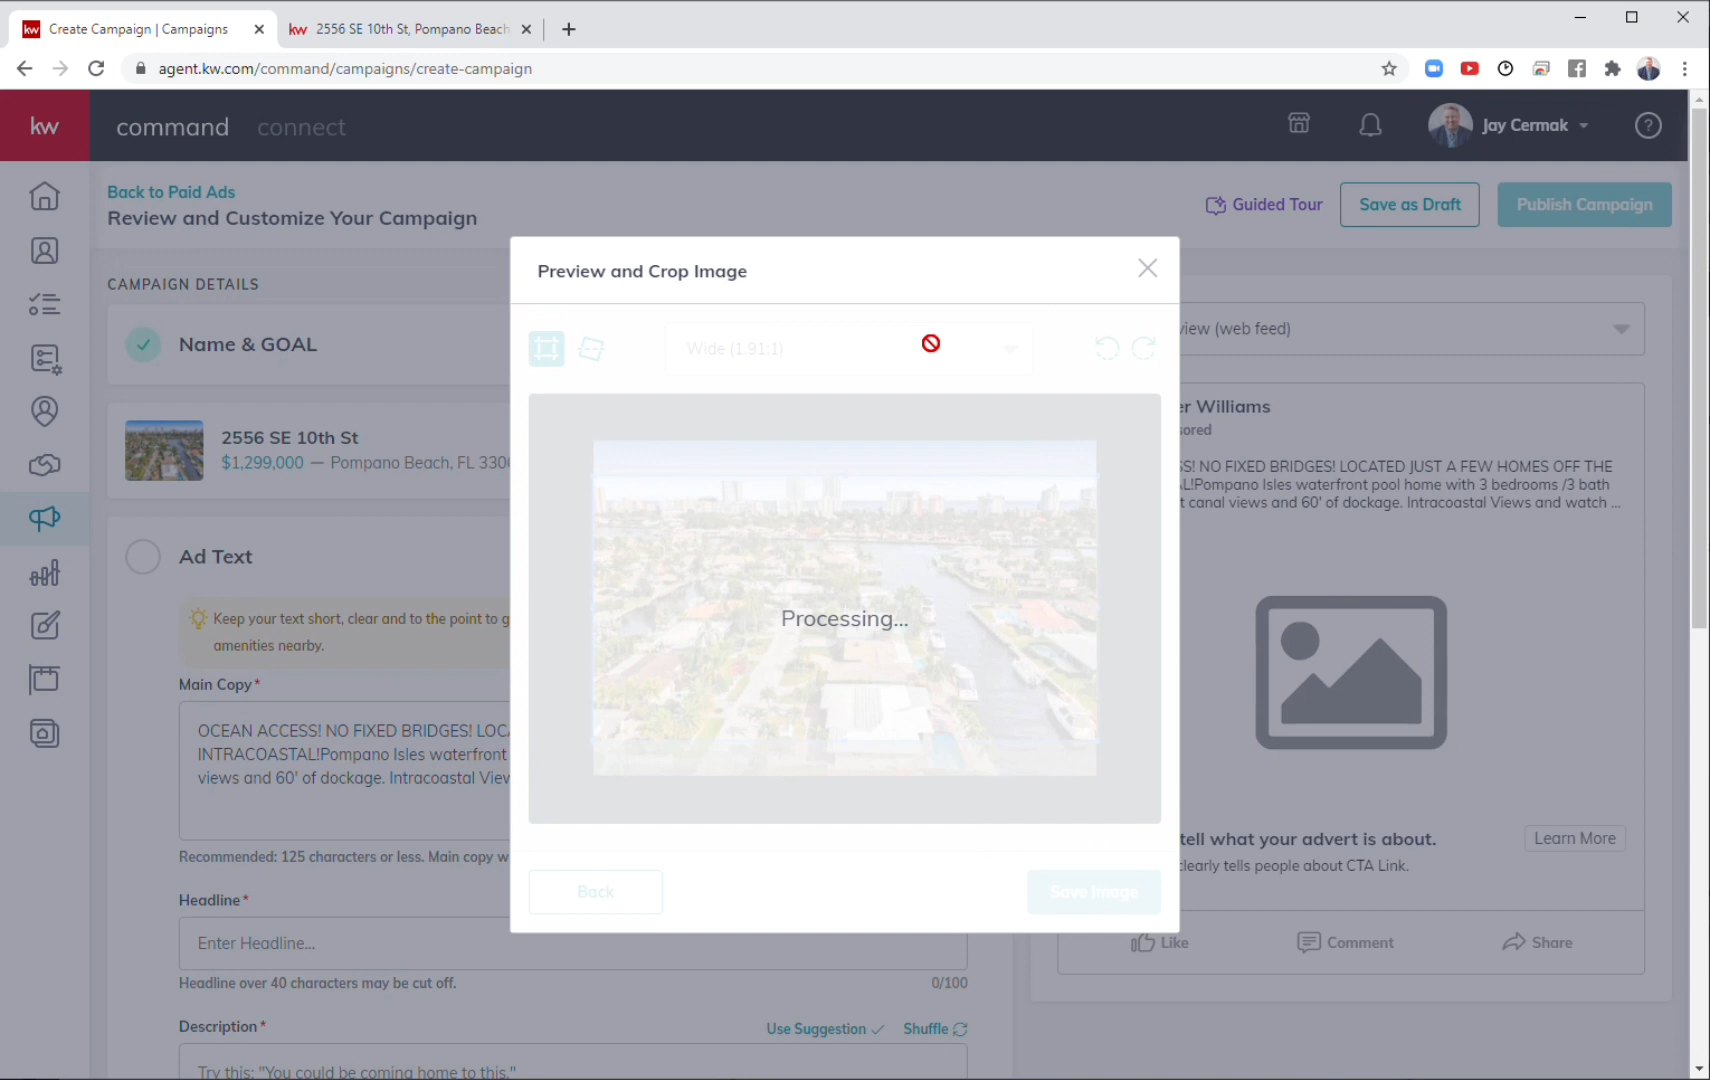 Create Campaign | Campaigns
kw 2556 SE 10th St, Pompano Beach
agent.kw.com/command/campaigns/create-campaign
kw command connect
Jay Cermak
Back to Paid Ads
Review and Customize Your Campaign
Guided Tour
Save as Draft
Publish Campaign
CAMPAIGN DETAILS
Name & GOAL
2556 SE 10th St
$1,299,000 — Pompano Beach, FL 3306
Ad Text
Keep your text short, clear and to the point to g
amenities nearby.
Main Copy*
OCEAN ACCESS! NO FIXED BRIDGES! LOCA
INTRACOASTAL!Pompano Isles waterfront
views and 60' of dockage. Intracoastal View
Recommended: 125 characters or less. Main copy w
Headline*
Enter Headline...
Headline over 40 characters may be cut off.
0/100
Description*
Use Suggestion
Shuffle
Try this: "You could be coming home to this."
Preview and Crop Image
Wide (1.91:1)
Processing...
Back
Save Image
view (web feed)
er Williams
sored
SS! NO FIXED BRIDGES! LOCATED JUST A FEW HOMES OFF THE
AL!Pompano Isles waterfront pool home with 3 bedrooms /3 bath
t canal views and 60' of dockage. Intracoastal Views and watch ...
tell what your advert is about.
clearly tells people about CTA Link.
Learn More
Like
Comment
Share